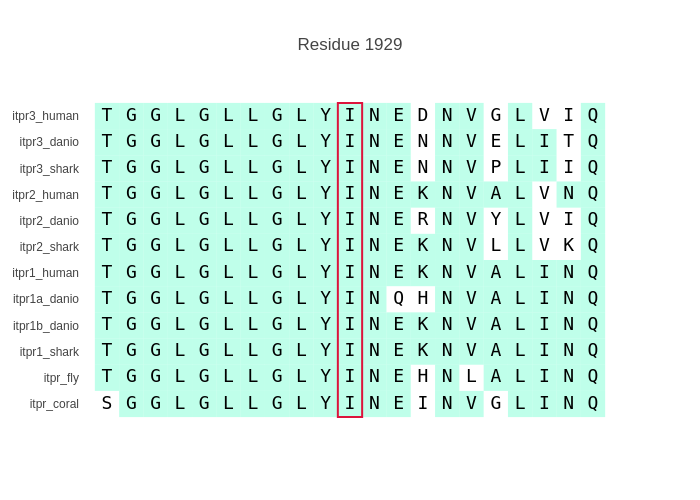 Residue 1929
itpr3_human T G G L G L L G L Y I N E D N V G L V I Q
itpr3_danio T G G L G L L G L Y I N E N N V E L I T Q
itpr3_shark T G G L G L L G L Y I N E N N V P L I I Q
itpr2_human T G G L G L L G L Y I N E K N V A L V N Q
itpr2_danio T G G L G L L G L Y I N E R N V Y L V I Q
itpr2_shark T G G L G L L G L Y I N E K N V L L V K Q
itpr1_human T G G L G L L G L Y I N E K N V A L I N Q
itpr1a_danio T G G L G L L G L Y I N Q H N V A L I N Q
itpr1b_danio T G G L G L L G L Y I N E K N V A L I N Q
itpr1_shark T G G L G L L G L Y I N E K N V A L I N Q
itpr_fly T G G L G L L G L Y I N E H N L A L I N Q
itpr_coral S G G L G L L G L Y I N E I N V G L I N Q